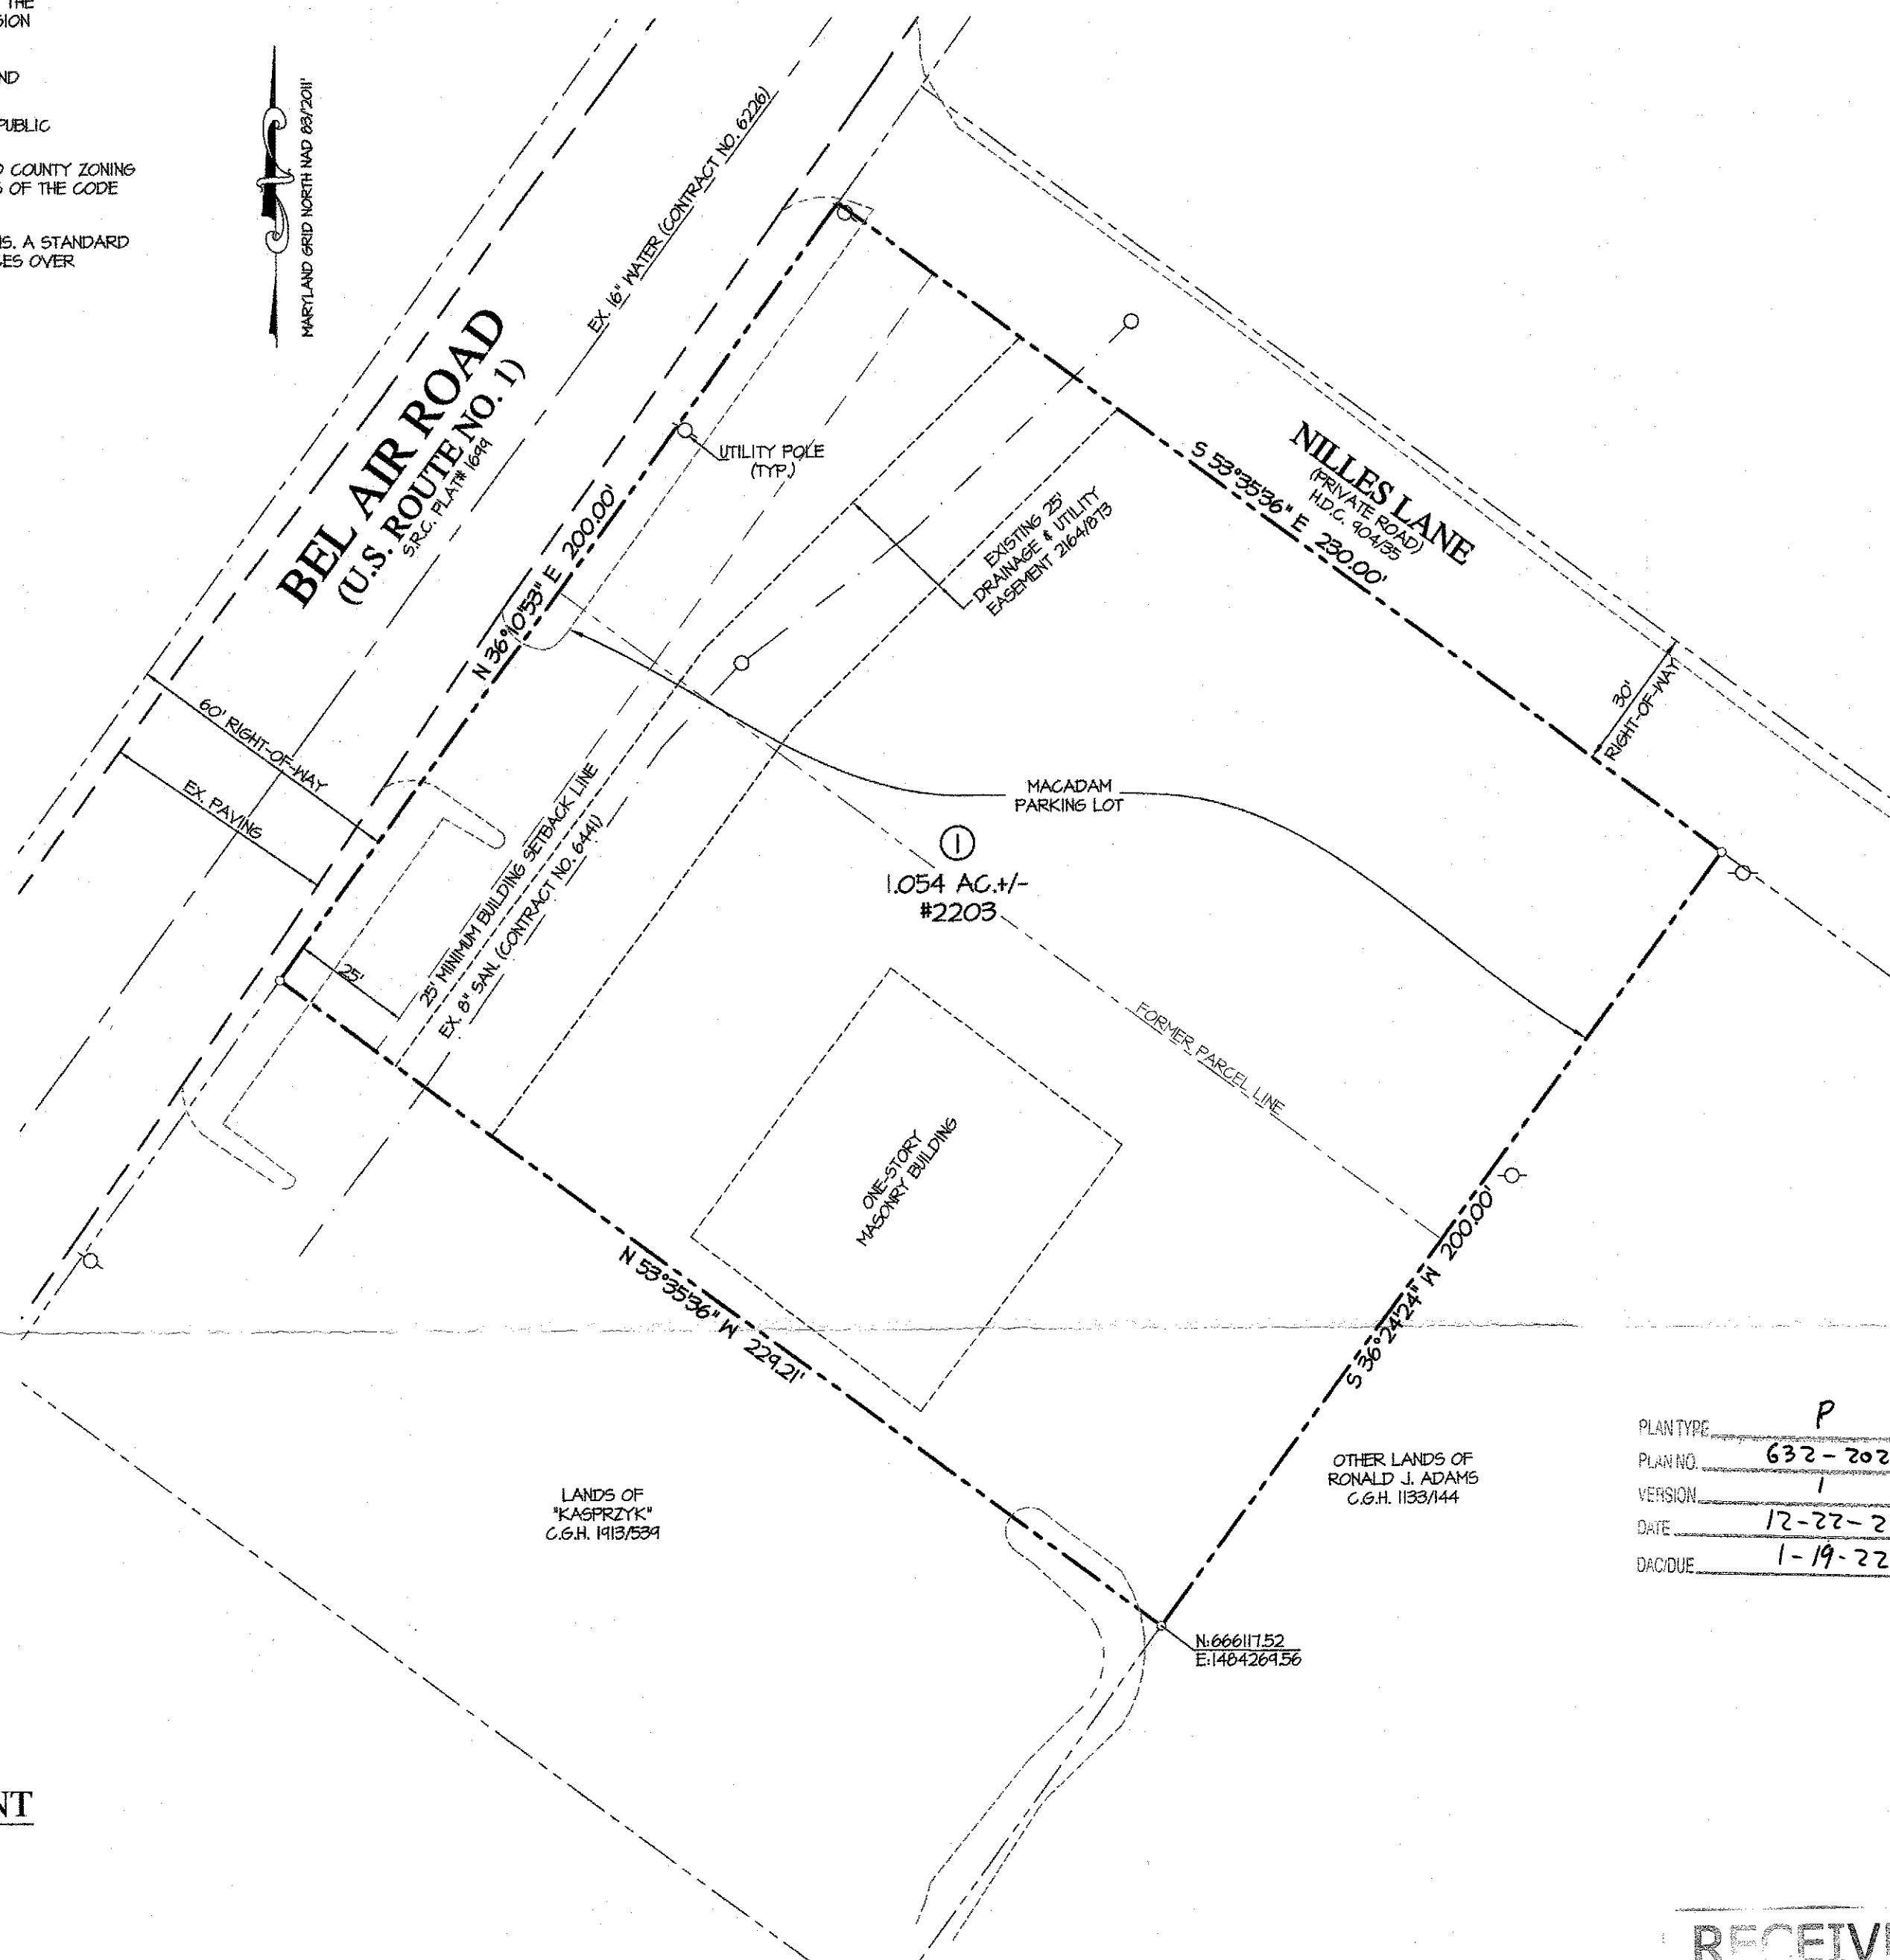 THE
SION
ND
PUBLIC
D COUNTY ZONING
S OF THE CODE
NS. A STANDARD
CES OVER
MARYLAND GRID NORTH NAD 83/2011'
EX. 16" WATER (CONTRACT NO. 6226)
BEL AIR ROAD
(U.S. ROUTE NO. 1)
S.R.C. PLAT# 1699
UTILITY POLE
(TYP.)
N 36°10'53" E 200.00'
EXISTING 25'
DRAINAGE & UTILITY
EASEMENT 2164/873
NILLES LANE
(PRIVATE ROAD)
H.D.C. 904/35
S 53°35'36" E 230.00'
30'
RIGHT-OF-WAY
60' RIGHT-OF-WAY
EX. PAVING
MACADAM
PARKING LOT
1
1.054 AC.+/-
#2203
25'
25' MINIMUM BUILDING SETBACK LINE
EX. 8" SAN. (CONTRACT NO. 6441)
FORMER PARCEL LINE
ONE-STORY
MASONRY BUILDING
N 53°35'36" W 229.21'
S 36°24'24" W 200.00'
LANDS OF
"KASPRZYK"
C.G.H. 1913/539
OTHER LANDS OF
RONALD J. ADAMS
C.G.H. 1133/144
N:666117.52
E:1484269.56
PLAN TYPE P
PLAN NO. 632-202
VERSION 1
DATE 12-22-2
DAC/DUE 1-19-22
NT
RECEIV